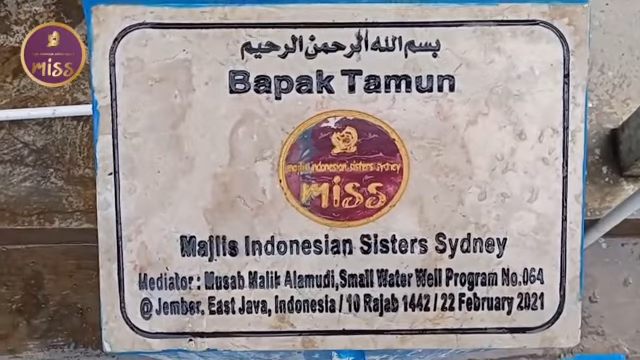 miss
بسم الله الرحمن الرحيم
Bapak Tamun
majlis indonesian sisters sydney
miss
Majlis Indonesian Sisters Sydney
Mediator : Musab Malik Alamudi,Small Water Well Program No.064
@Jember, East Java, Indonesia / 10 Rajab 1442 / 22 February 2021